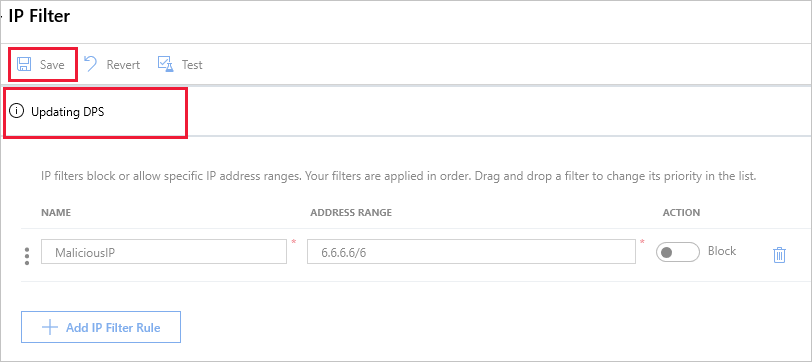 IP Filter
Save Revert Test
Updating DPS
IP filters block or allow specific IP address ranges. Your filters are applied in order. Drag and drop a filter to change its priority in the list.
NAME ADDRESS RANGE ACTION
MaliciousIP * 6.6.6.6/6 * Block
Add IP Filter Rule